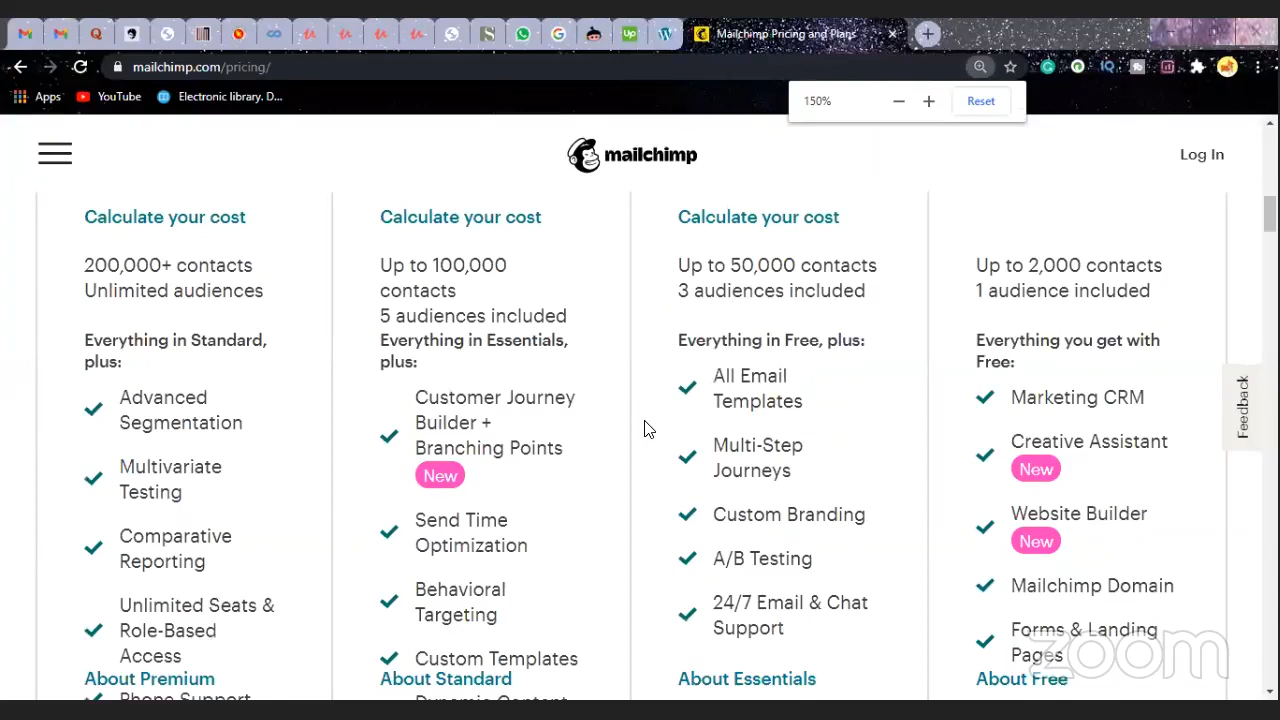 Mailchimp Pricing and Plans
mailchimp.com/pricing/
Apps
YouTube
Electronic library. D...
150%
Reset
mailchimp
Log In
Calculate your cost
200,000+ contacts
Unlimited audiences
Everything in Standard,
plus:
Advanced
Segmentation
Multivariate
Testing
Comparative
Reporting
Unlimited Seats &
Role-Based
Access
About Premium
Phone Support
Calculate your cost
Up to 100,000
contacts
5 audiences included
Everything in Essentials,
plus:
Customer Journey
Builder +
Branching Points
New
Send Time
Optimization
Behavioral
Targeting
Custom Templates
About Standard
Dynamic Content
Calculate your cost
Up to 50,000 contacts
3 audiences included
Everything in Free, plus:
All Email
Templates
Multi-Step
Journeys
Custom Branding
A/B Testing
24/7 Email & Chat
Support
About Essentials
Up to 2,000 contacts
1 audience included
Everything you get with
Free:
Marketing CRM
Creative Assistant
New
Website Builder
New
Mailchimp Domain
Forms & Landing
Pages
About Free
Feedback
zoom